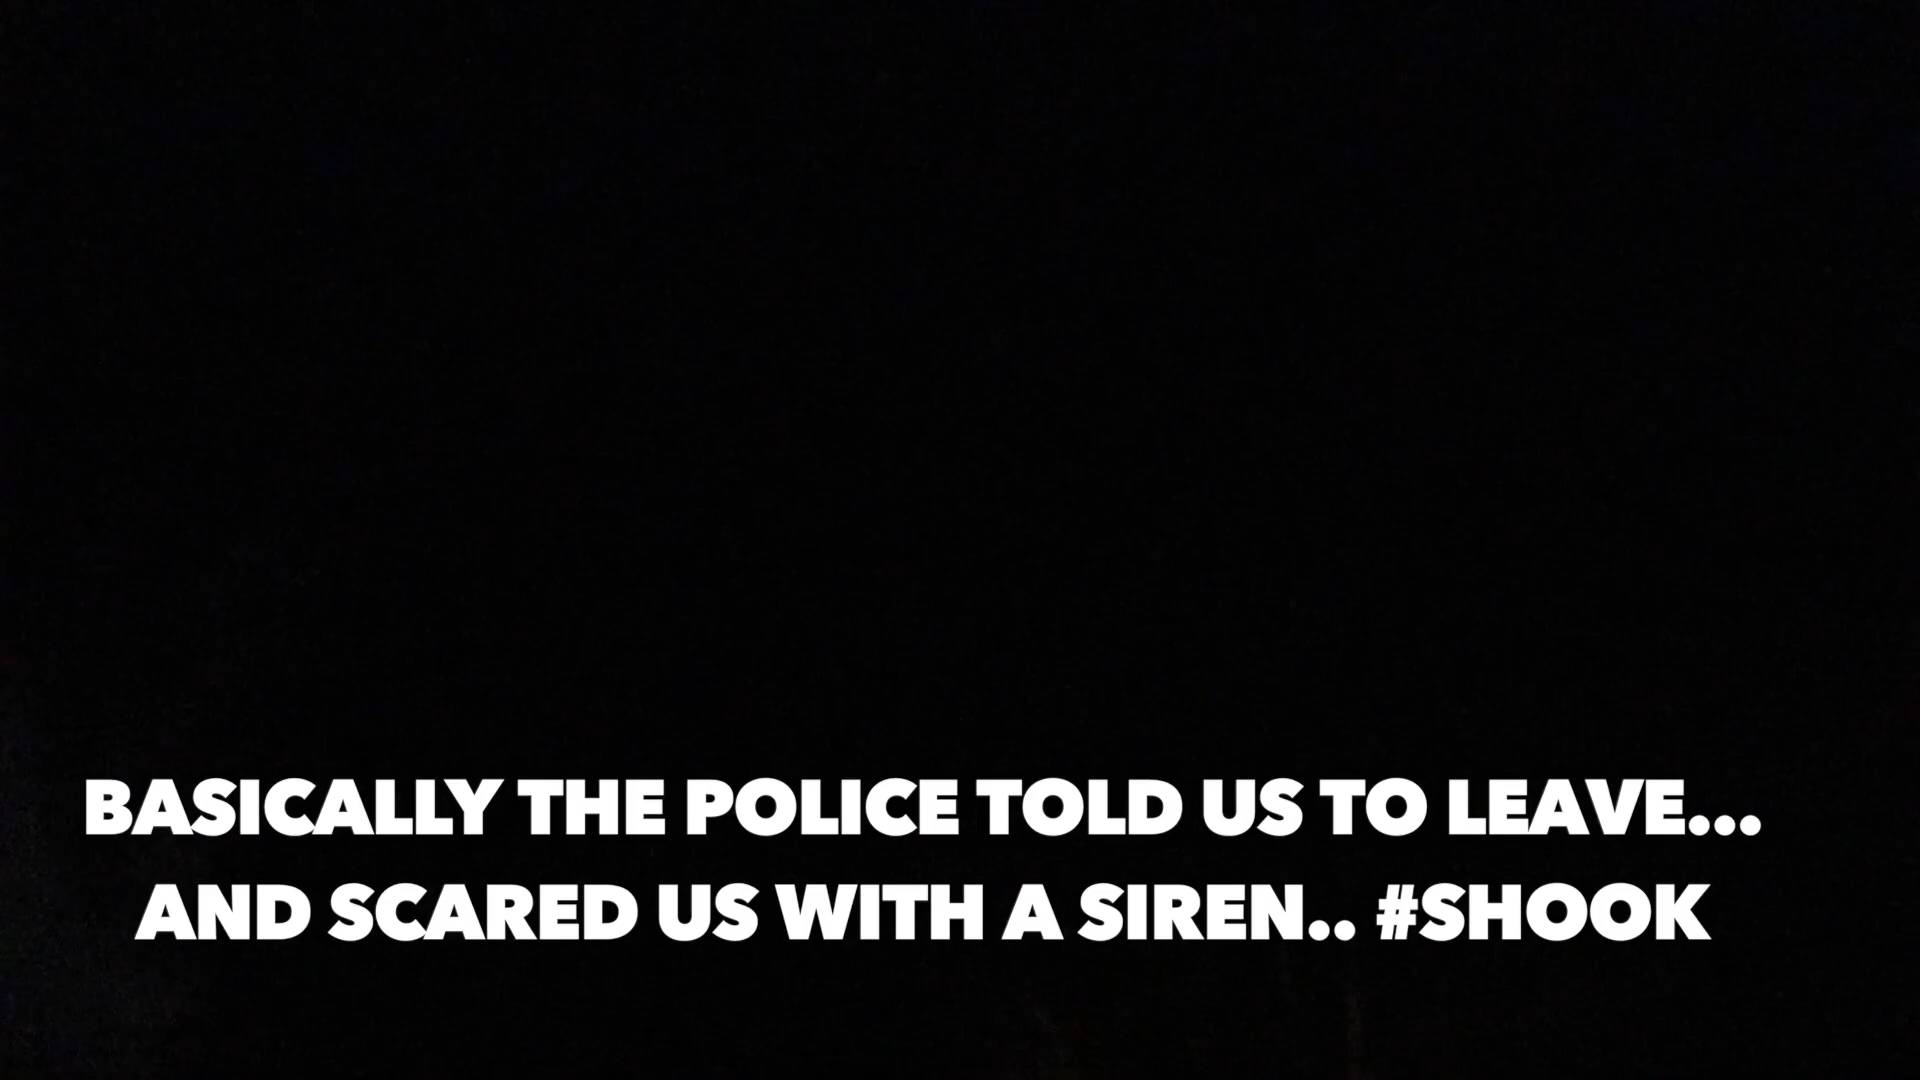 BASICALLY THE POLICE TOLD US TO LEAVE...
AND SCARED US WITH A SIREN.. #SHOOK